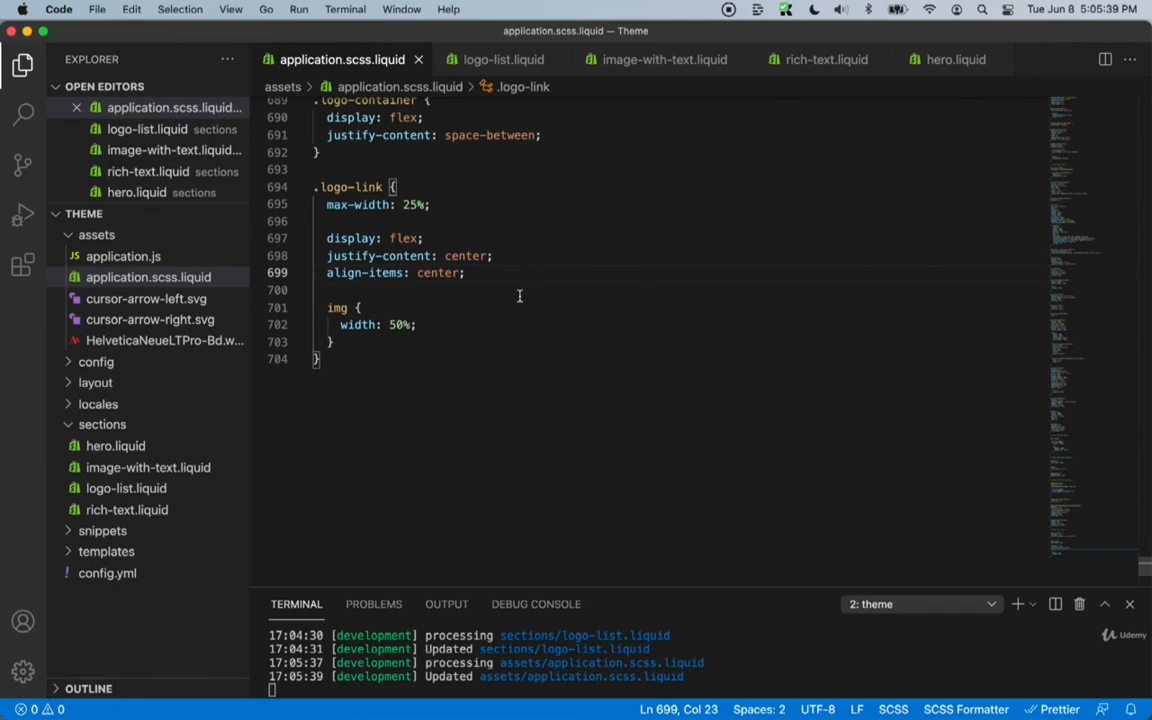 Code File Edit Selection View Go Run Terminal Window Help Tue Jun 8 5:05:39 PM
application.scss.liquid — Theme
EXPLORER
OPEN EDITORS
application.scss.liquid...
logo-list.liquid sections
image-with-text.liquid...
rich-text.liquid sections
hero.liquid sections
THEME
assets
JS application.js
application.scss.liquid
cursor-arrow-left.svg
cursor-arrow-right.svg
HelveticaNeueLTPro-Bd.w...
config
layout
locales
sections
hero.liquid
image-with-text.liquid
logo-list.liquid
rich-text.liquid
snippets
templates
! config.yml
OUTLINE
application.scss.liquid logo-list.liquid image-with-text.liquid rich-text.liquid hero.liquid
assets > application.scss.liquid > .logo-link
689 .logo-container {
690 display: flex;
691 justify-content: space-between;
692 }
693
694 .logo-link {
695 max-width: 25%;
696
697 display: flex;
698 justify-content: center;
699 align-items: center;
700
701 img {
702 width: 50%;
703 }
704 }
TERMINAL PROBLEMS OUTPUT DEBUG CONSOLE 2: theme
17:04:30 [development] processing sections/logo-list.liquid
17:04:31 [development] Updated sections/logo-list.liquid
17:05:37 [development] processing assets/application.scss.liquid
17:05:39 [development] Updated assets/application.scss.liquid
Udemy
0 0 Ln 699, Col 23 Spaces: 2 UTF-8 LF SCSS SCSS Formatter Prettier